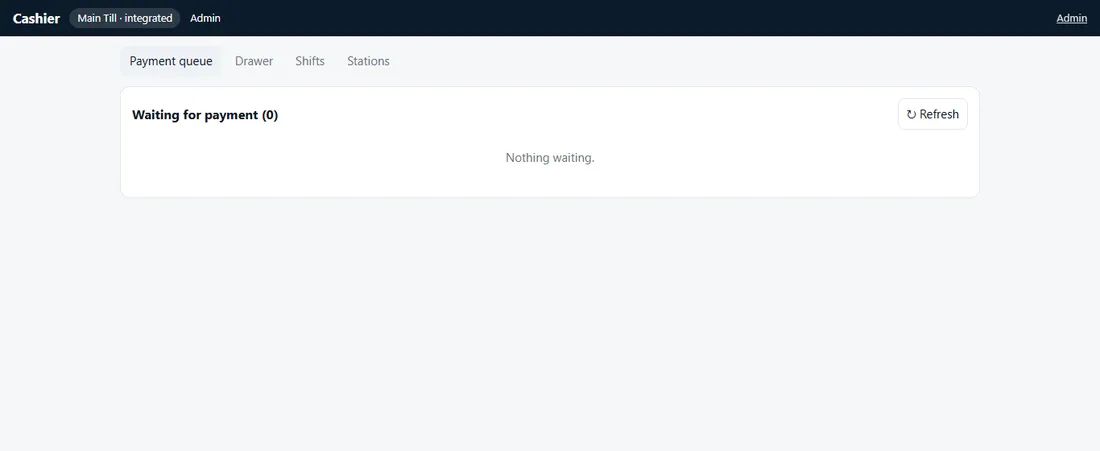 Cashier Main Till · integrated Admin Admin
Payment queue Drawer Shifts Stations
Waiting for payment (0) ↻ Refresh
Nothing waiting.